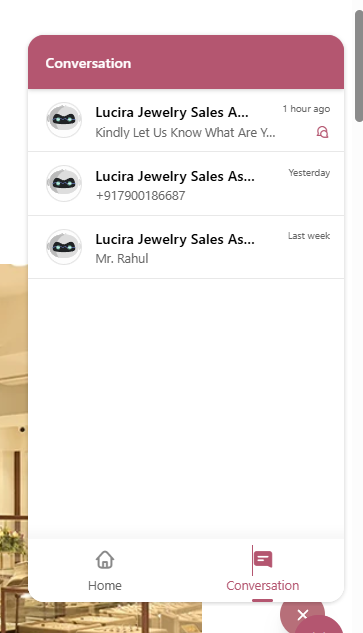 Conversation
Lucira Jewelry Sales A...
1 hour ago
Kindly Let Us Know What Are Y...
Lucira Jewelry Sales As...
Yesterday
+917900186687
Lucira Jewelry Sales As...
Last week
Mr. Rahul
Home
Conversation